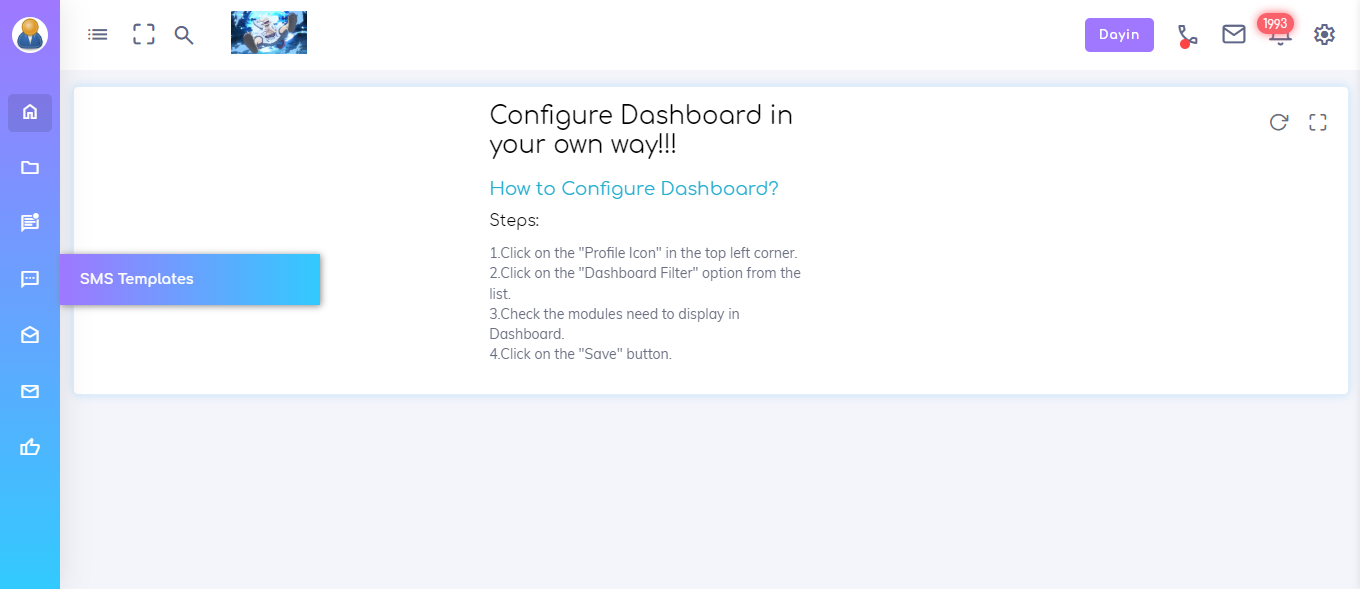 Dayin
1993
Configure Dashboard in
your own way!!!
How to Configure Dashboard?
Steps:
1.Click on the "Profile Icon" in the top left corner.
2.Click on the "Dashboard Filter" option from the
list.
3.Check the modules need to display in
Dashboard.
4.Click on the "Save" button.
SMS Templates